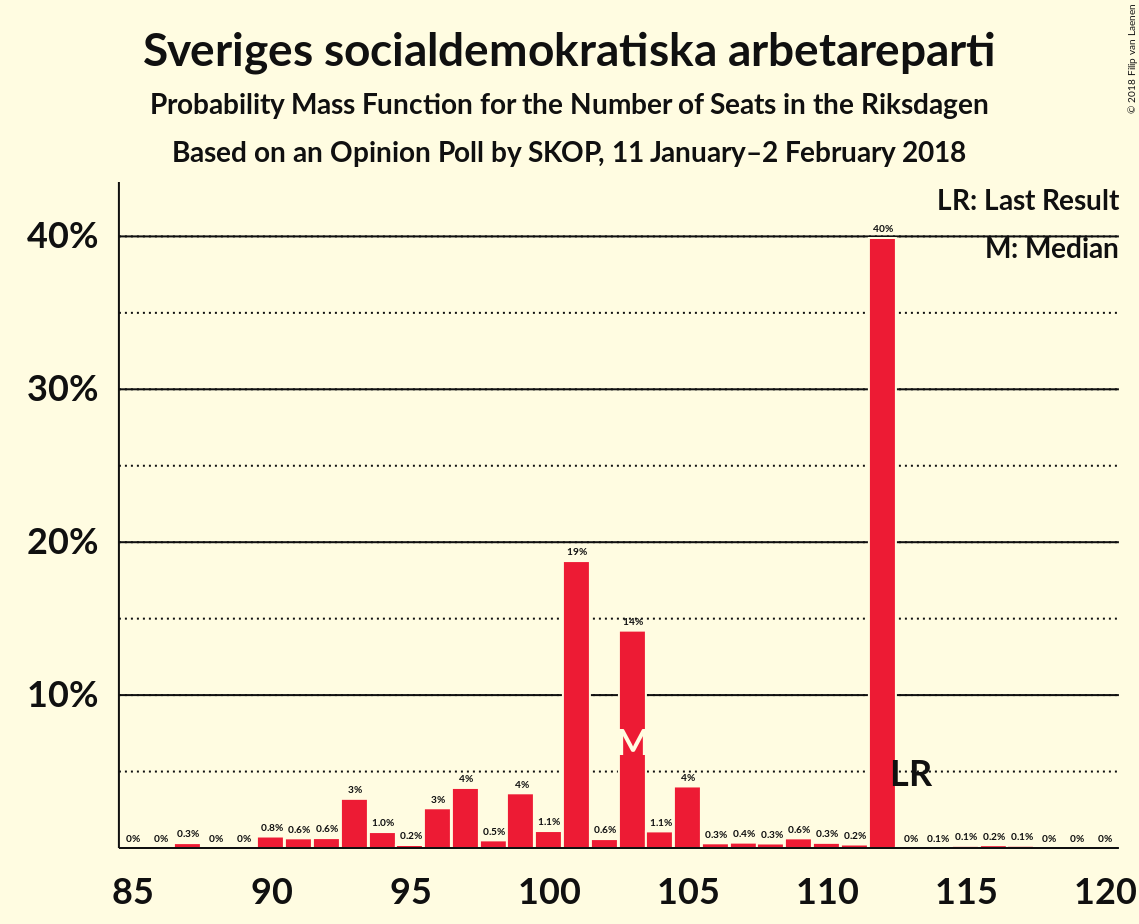 Sveriges socialdemokratiska arbetareparti
Probability Mass Function for the Number of Seats in the Riksdagen
Based on an Opinion Poll by SKOP, 11 January–2 February 2018
© 2018 Filip van Laenen
LR: Last Result
M: Median
40%
30%
20%
10%
0% 0% 0.3% 0% 0% 0.8% 0.6% 0.6% 3% 1.0% 0.2% 3% 4% 0.5% 4% 1.1% 19% 0.6% 14% 1.1% 4% 0.3% 0.4% 0.3% 0.6% 0.3% 0.2% 40% 0% 0.1% 0.1% 0.2% 0.1% 0% 0% 0%
M
LR
85 90 95 100 105 110 115 120